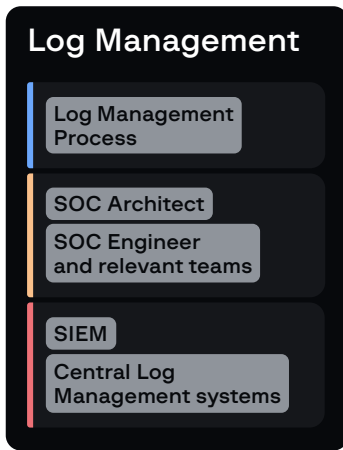 Log Management
Log Management
Process
SOC Architect
SOC Engineer
and relevant teams
SIEM
Central Log
Management systems